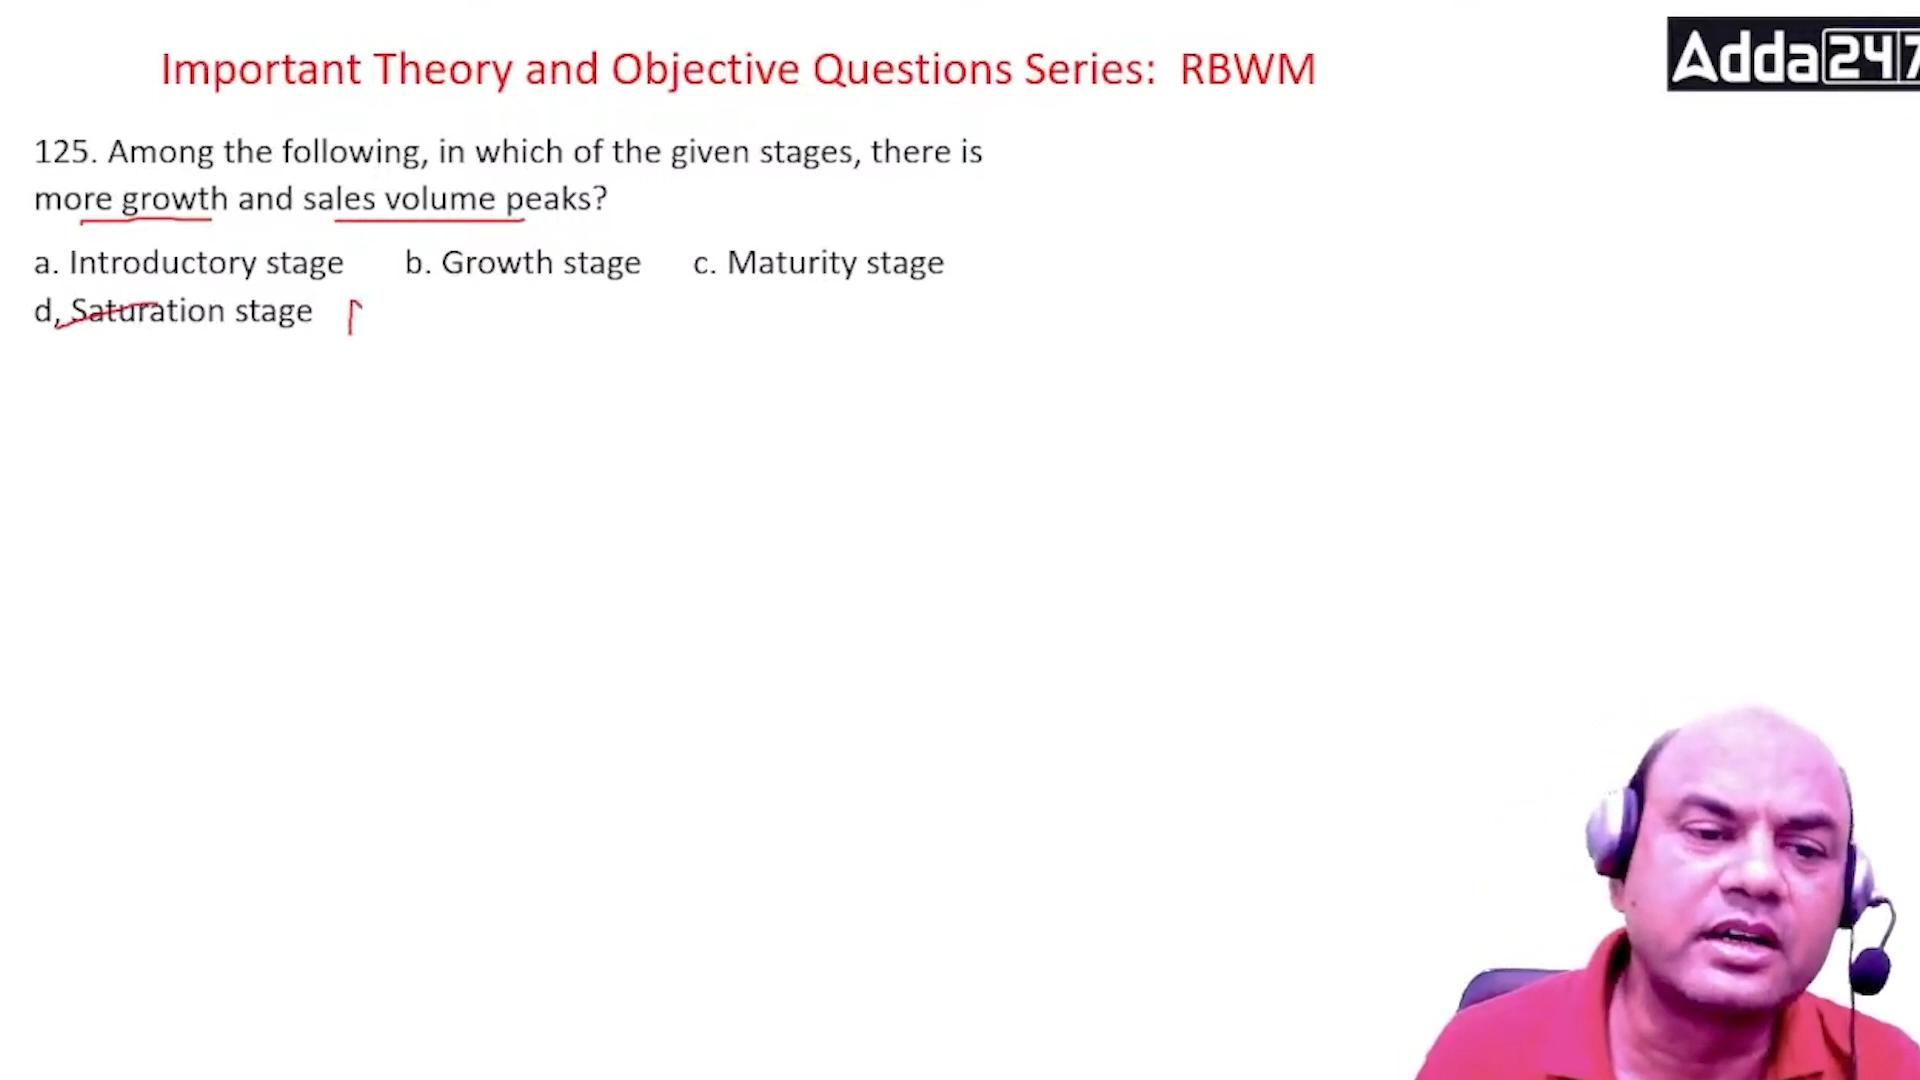 Important Theory and Objective Questions Series: RBWM
Adda247
125. Among the following, in which of the given stages, there is
more growth and sales volume peaks?
a. Introductory stage b. Growth stage c. Maturity stage
d, Saturation stage